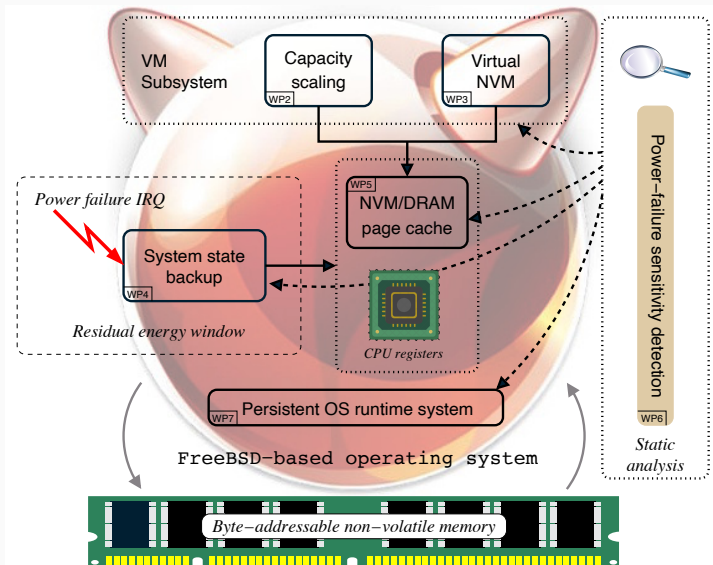 VM
Subsystem
Capacity
scaling
WP2
Virtual
NVM
WP3
WP5
NVM/DRAM
page cache
Power failure IRQ
System state
backup
WP4
Residual energy window
CPU registers
Power-failure sensitivity detection
WP6
Static
analysis
WP7
Persistent OS runtime system
FreeBSD-based operating system
Byte-addressable non-volatile memory